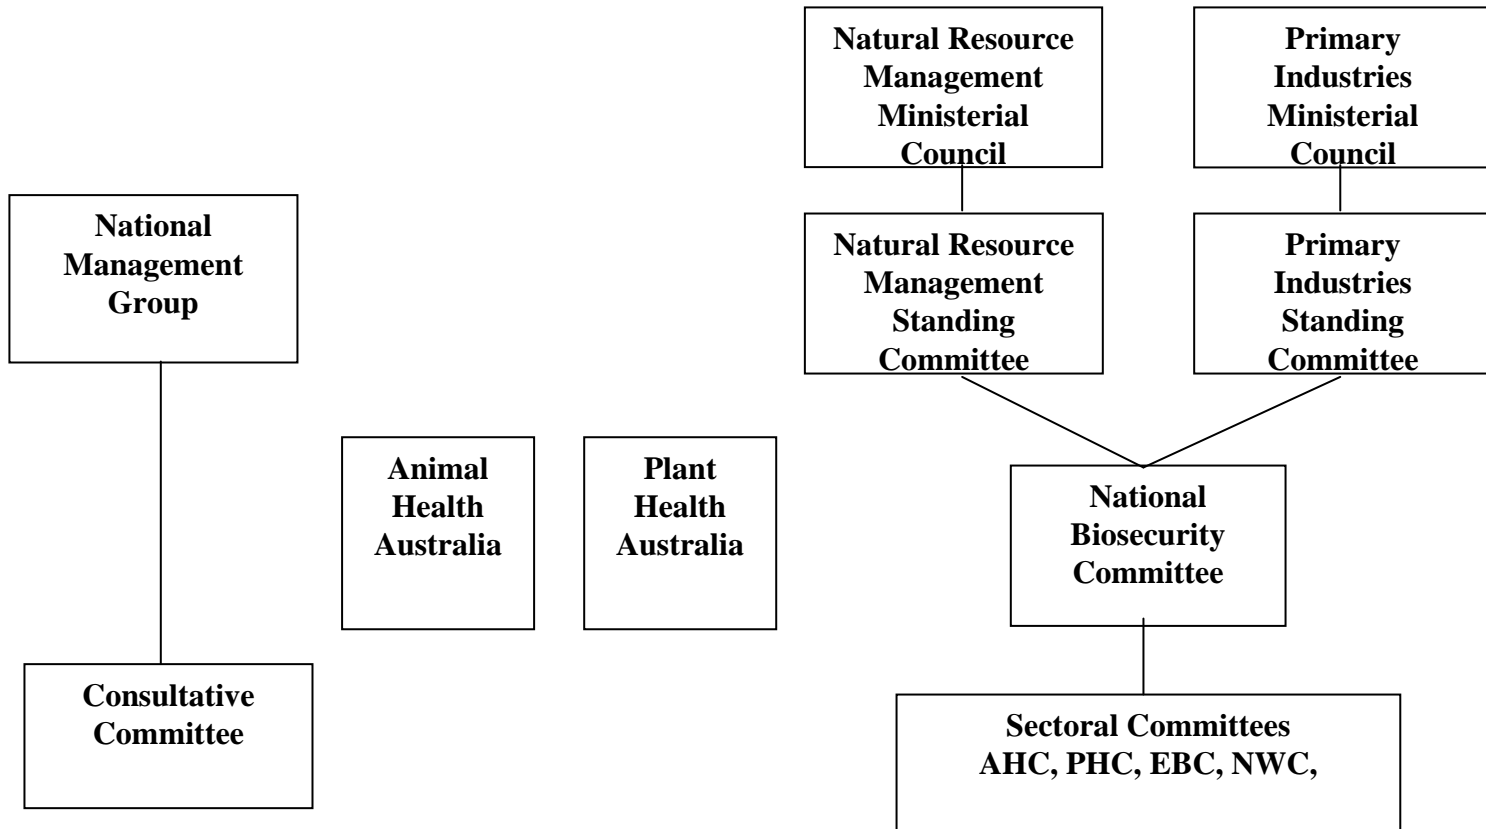 Natural Resource
Management
Ministerial
Council
Primary
Industries
Ministerial
Council
National
Management
Group
Natural Resource
Management
Standing
Committee
Primary
Industries
Standing
Committee
Animal
Health
Australia
Plant
Health
Australia
National
Biosecurity
Committee
Consultative
Committee
Sectoral Committees
AHC, PHC, EBC, NWC,